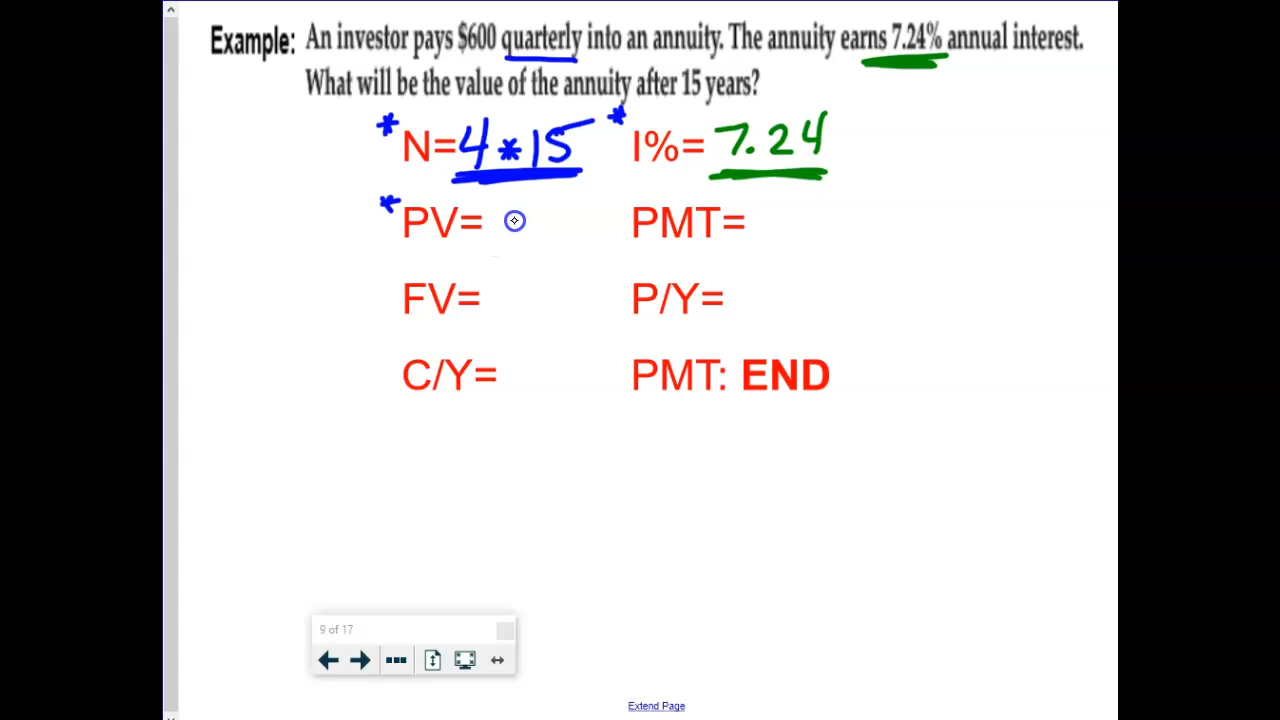 Example: An investor pays $600 quarterly into an annuity. The annuity earns 7.24% annual interest.
What will be the value of the annuity after 15 years?
* N=4*15 * I%= 7.24
* PV= PMT=
FV= P/Y=
C/Y= PMT: END
9 of 17
Extend Page